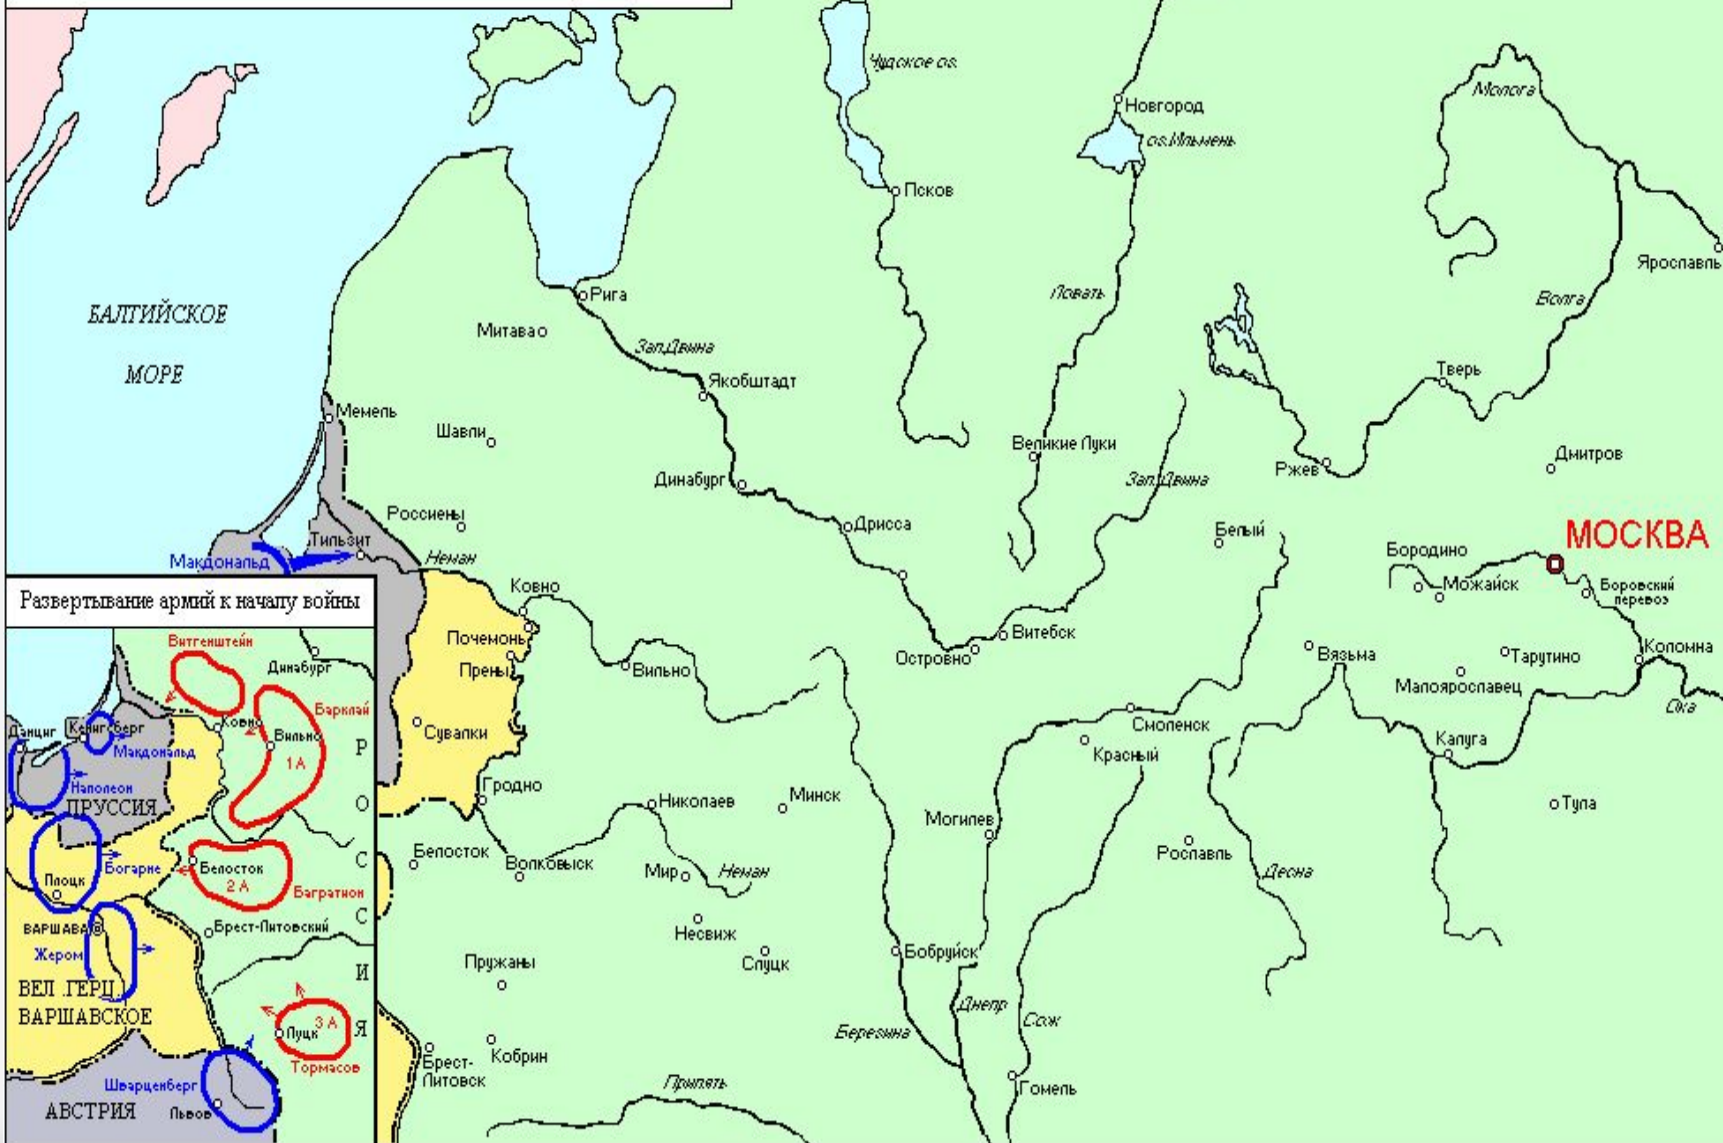 Чудское оз.
Новгород
оз.Ильмень
Молога
Псков
Ярославль
БАЛТИЙСКОЕ
МОРЕ
Рига
Ловать
Волга
Митава
Зап.Двина
Якобштадт
Тверь
Мемель
Шавли
Великие Луки
Ржев
Дмитров
Динабург
Зап.Двина
Россиены
Дрисса
Белый
МОСКВА
Тильзит
Неман
Макдональд
Бородино
Можайск
Боровский
перевоз
Ковно
Почемонь
Прены
Вильно
Островно
Витебск
Вязьма
Тарутино
Коломна
Малоярославец
Ока
Сувалки
Смоленск
Красный
Калуга
Гродно
Николаев
Минск
Могилев
Тула
Белосток
Волковыск
Мир
Неман
Рославль
Десна
Несвиж
Слуцк
Бобруйск
Пружаны
Днепр
Сож
Березина
Брест-
Литовск
Кобрин
Припять
Гомель
Развертывание армий к началу войны
Витгенштейн
Динабург
Барклай
Ковно
Вильно
1 А
Данциг
Кенигсберг
Макдональд
Наполеон
ПРУССИЯ
Р
О
С
С
И
Я
Богарне
Белосток
2 А
Багратион
Плоцк
ВАРШАВА
Брест-Литовский
Жером
ВЕЛ .ГЕРЦ.
ВАРШАВСКОЕ
Луцк
3 А
Тормасов
Шварценберг
АВСТРИЯ
Львов